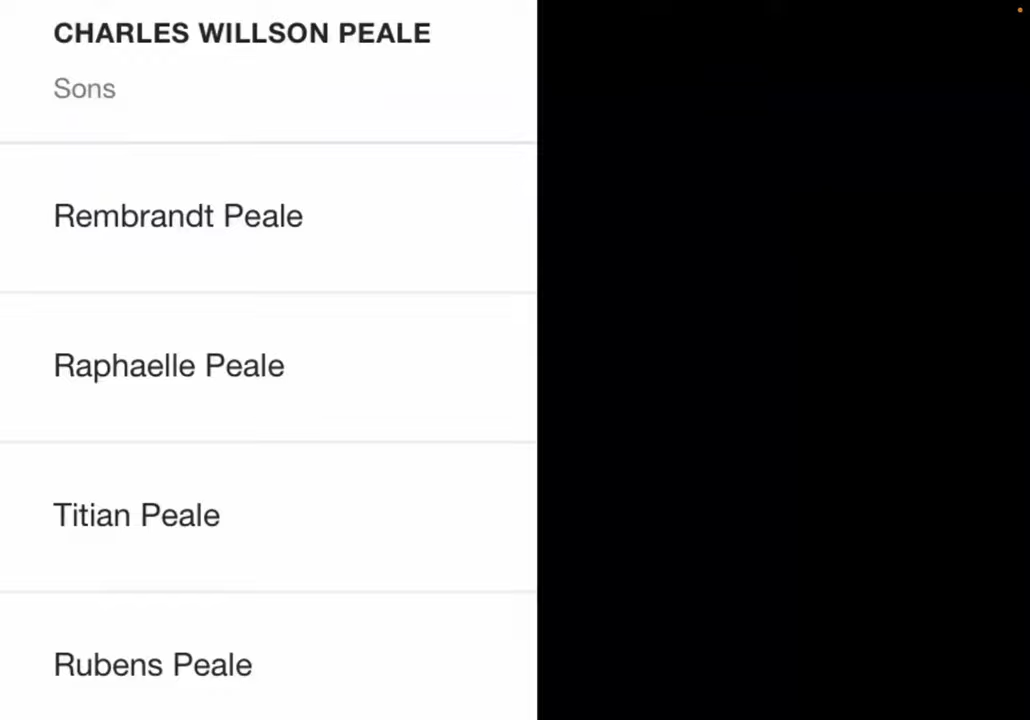 CHARLES WILLSON PEALE
Sons
Rembrandt Peale
Raphaelle Peale
Titian Peale
Rubens Peale